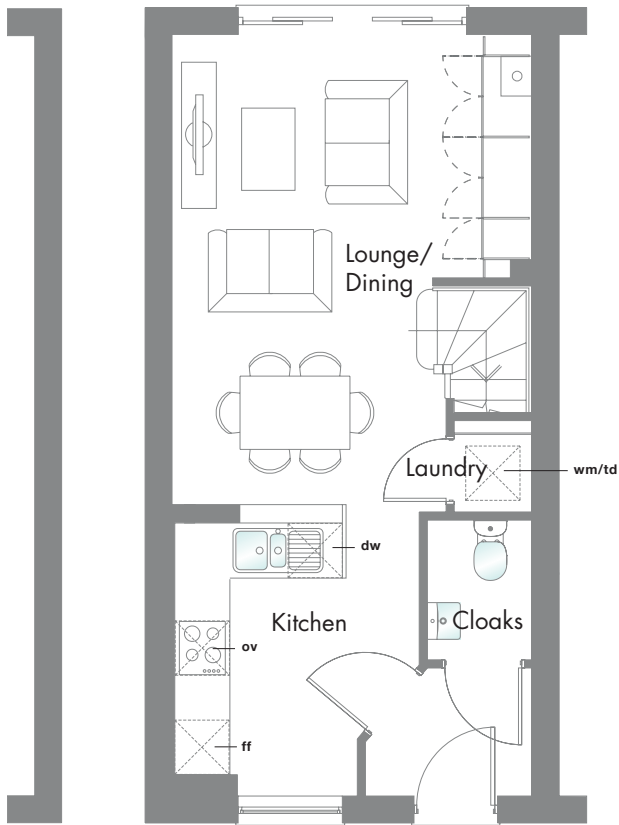 Lounge/
Dining
Laundry
wm/td
dw
Kitchen
Cloaks
ov
ff